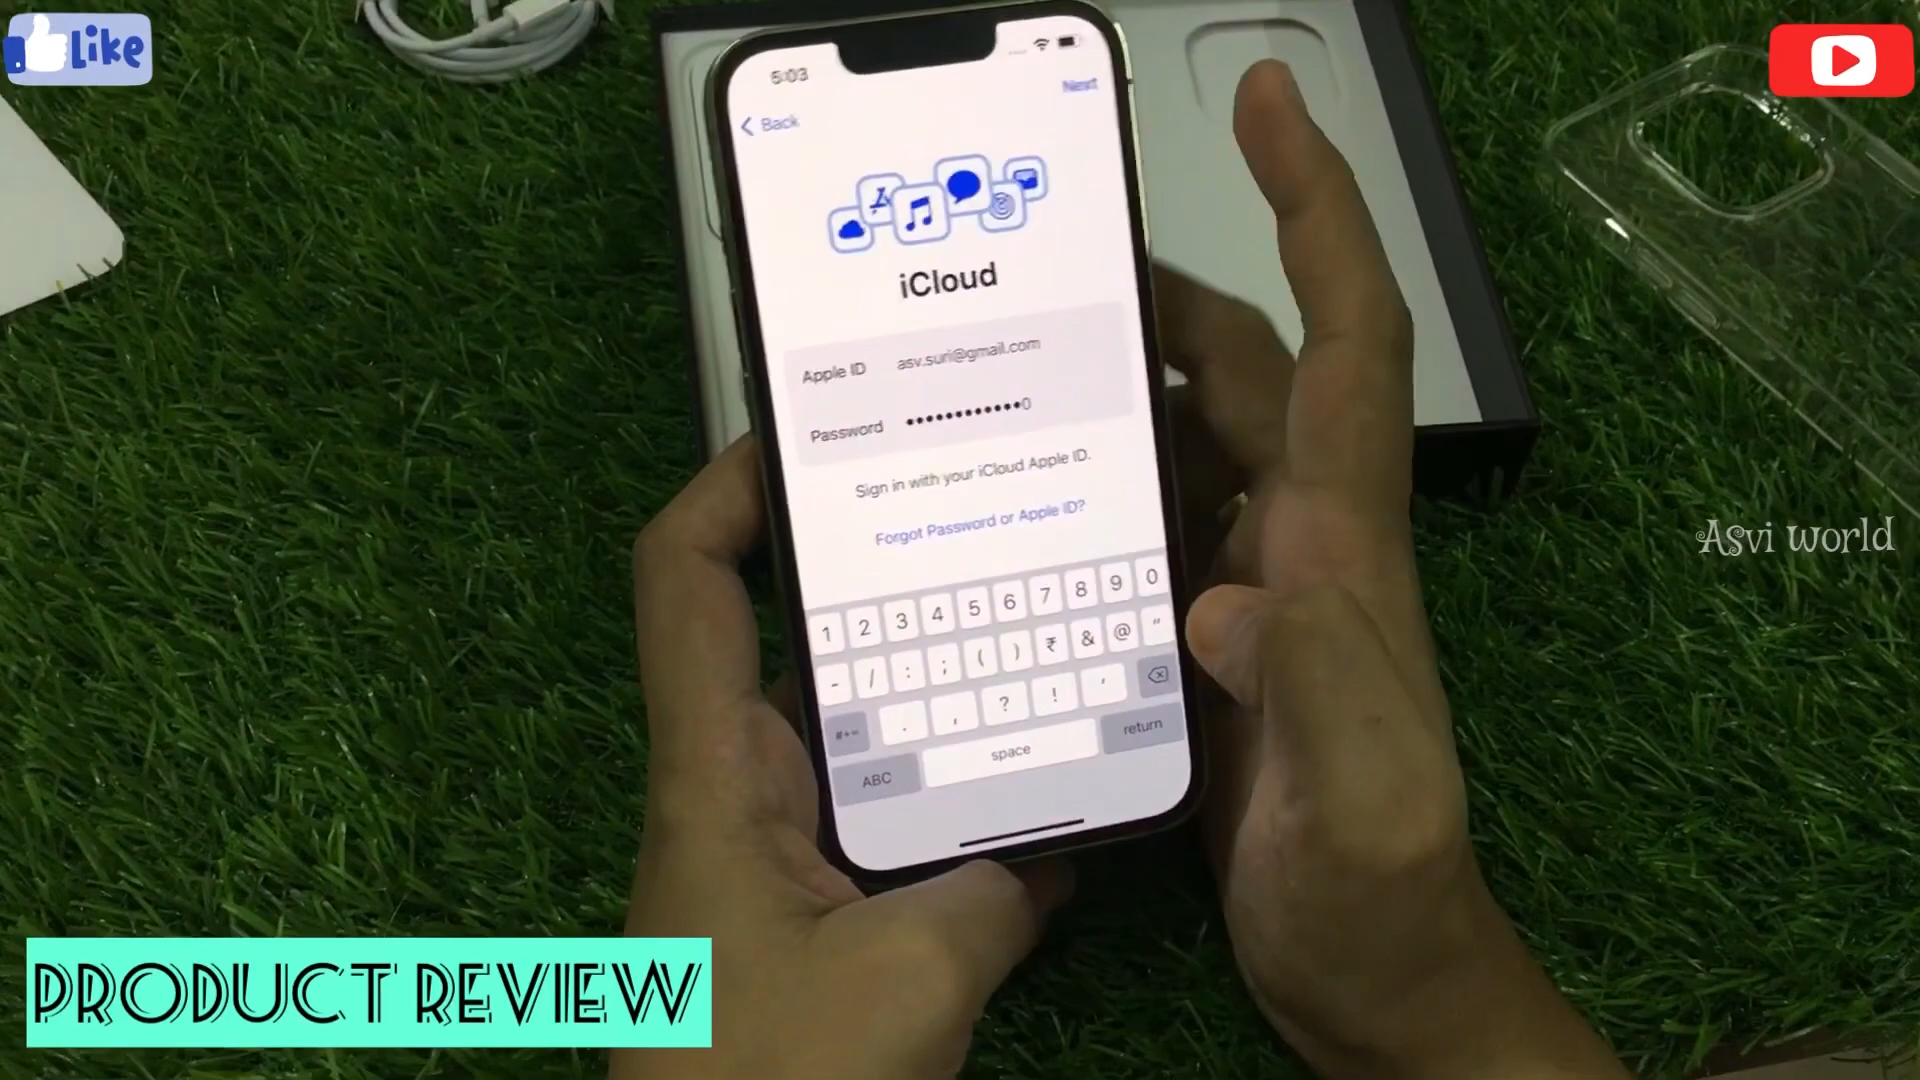 Like
5:03
Next
Back
iCloud
Apple ID asv.suri@gmail.com
Password ••••••••••••0
Sign in with your iCloud Apple ID.
Forgot Password or Apple ID?
1 2 3 4 5 6 7 8 9 0
- / : ; ( ) ₹ & @ "
#+= . , ? ! '
ABC space return
Asvi world
PRODUCT REVIEW